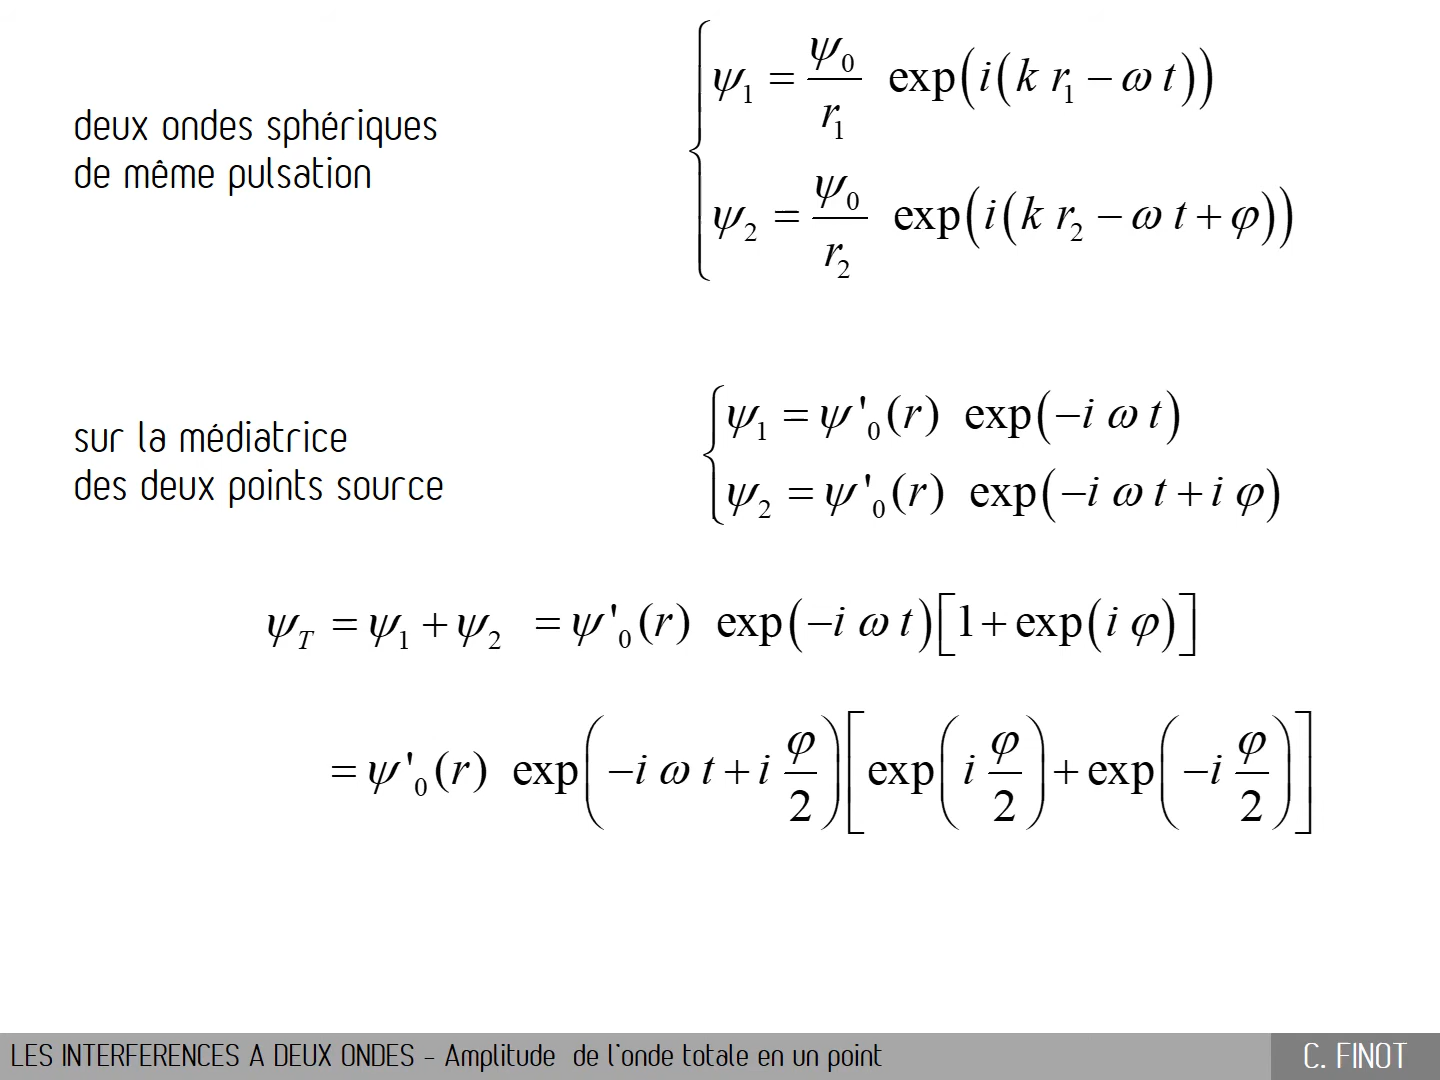 deux ondes sphériques
de même pulsation
ψ₁ = ψ₀/r₁ exp(i(k r₁ − ω t))
ψ₂ = ψ₀/r₂ exp(i(k r₂ − ω t + φ))
sur la médiatrice
des deux points source
ψ₁ = ψ'₀(r) exp(−i ω t)
ψ₂ = ψ'₀(r) exp(−i ω t + i φ)
ψ_T = ψ₁ + ψ₂ = ψ'₀(r) exp(−i ω t)[1 + exp(i φ)]
= ψ'₀(r) exp(−i ω t + i φ/2)[exp(i φ/2) + exp(−i φ/2)]
LES INTERFERENCES A DEUX ONDES - Amplitude de l'onde totale en un point
C. FINOT